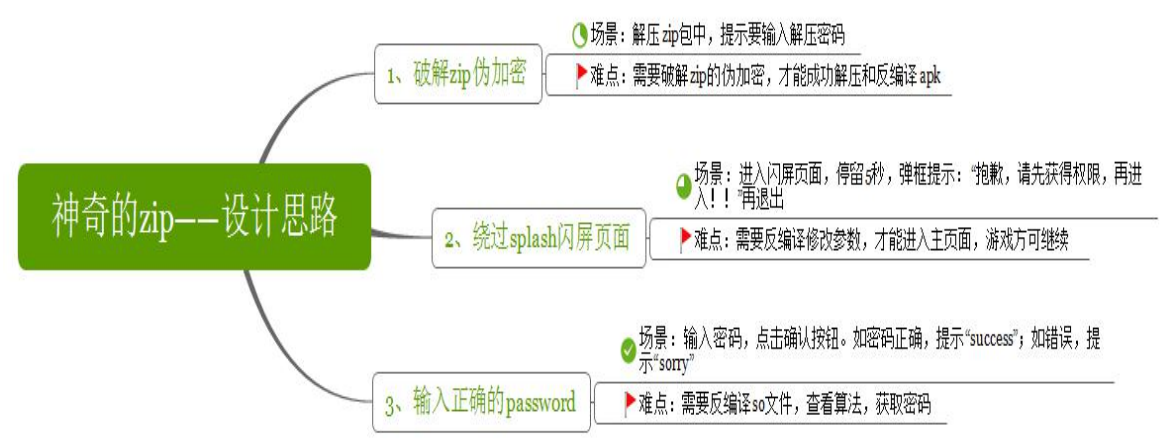 神奇的zip——设计思路
1、破解zip伪加密
场景：解压zip包中，提示要输入解压密码
难点：需要破解zip的伪加密，才能成功解压和反编译apk
2、绕过splash闪屏页面
场景：进入闪屏页面，停留5秒，弹框提示：“抱歉，请先获得权限，再进
入！！”再退出
难点：需要反编译修改参数，才能进入主页面，游戏方可继续
3、输入正确的password
场景：输入密码，点击确认按钮。如密码正确，提示“success”；如错误，提
示“sorry”
难点：需要反编译so文件，查看算法，获取密码